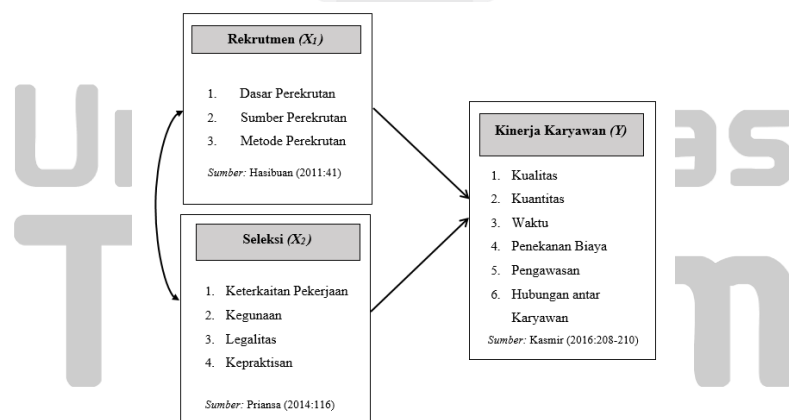 Rekrutmen (X1)
1. Dasar Perekrutan
2. Sumber Perekrutan
3. Metode Perekrutan
Sumber: Hasibuan (2011:41)
Seleksi (X2)
1. Keterkaitan Pekerjaan
2. Kegunaan
3. Legalitas
4. Kepraktisan
Sumber: Priansa (2014:116)
Kinerja Karyawan (Y)
1. Kualitas
2. Kuantitas
3. Waktu
4. Penekanan Biaya
5. Pengawasan
6. Hubungan antar
Karyawan
Sumber: Kasmir (2016:208-210)